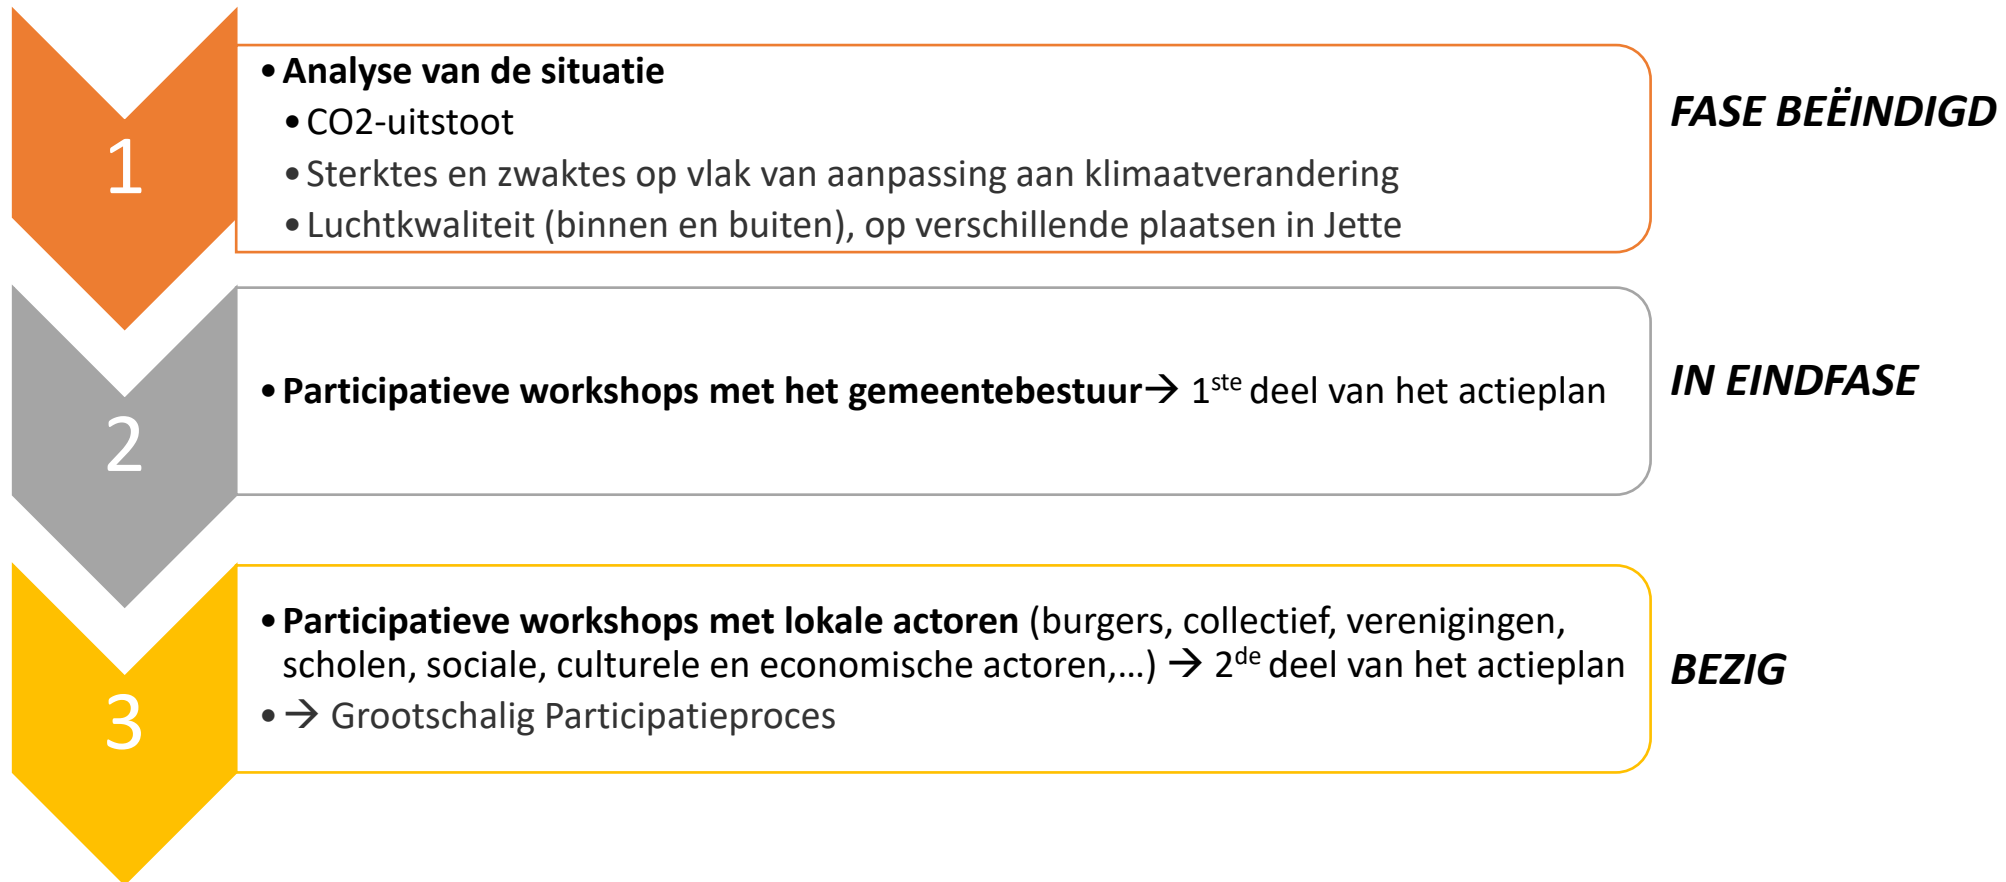 1
• Analyse van de situatie
• CO2-uitstoot
• Sterktes en zwaktes op vlak van aanpassing aan klimaatverandering
• Luchtkwaliteit (binnen en buiten), op verschillende plaatsen in Jette
FASE BEËINDIGD
2
• Participatieve workshops met het gemeentebestuur→ 1ste deel van het actieplan
IN EINDFASE
3
• Participatieve workshops met lokale actoren (burgers, collectief, verenigingen,
scholen, sociale, culturele en economische actoren,…) → 2de deel van het actieplan
• → Grootschalig Participatieproces
BEZIG